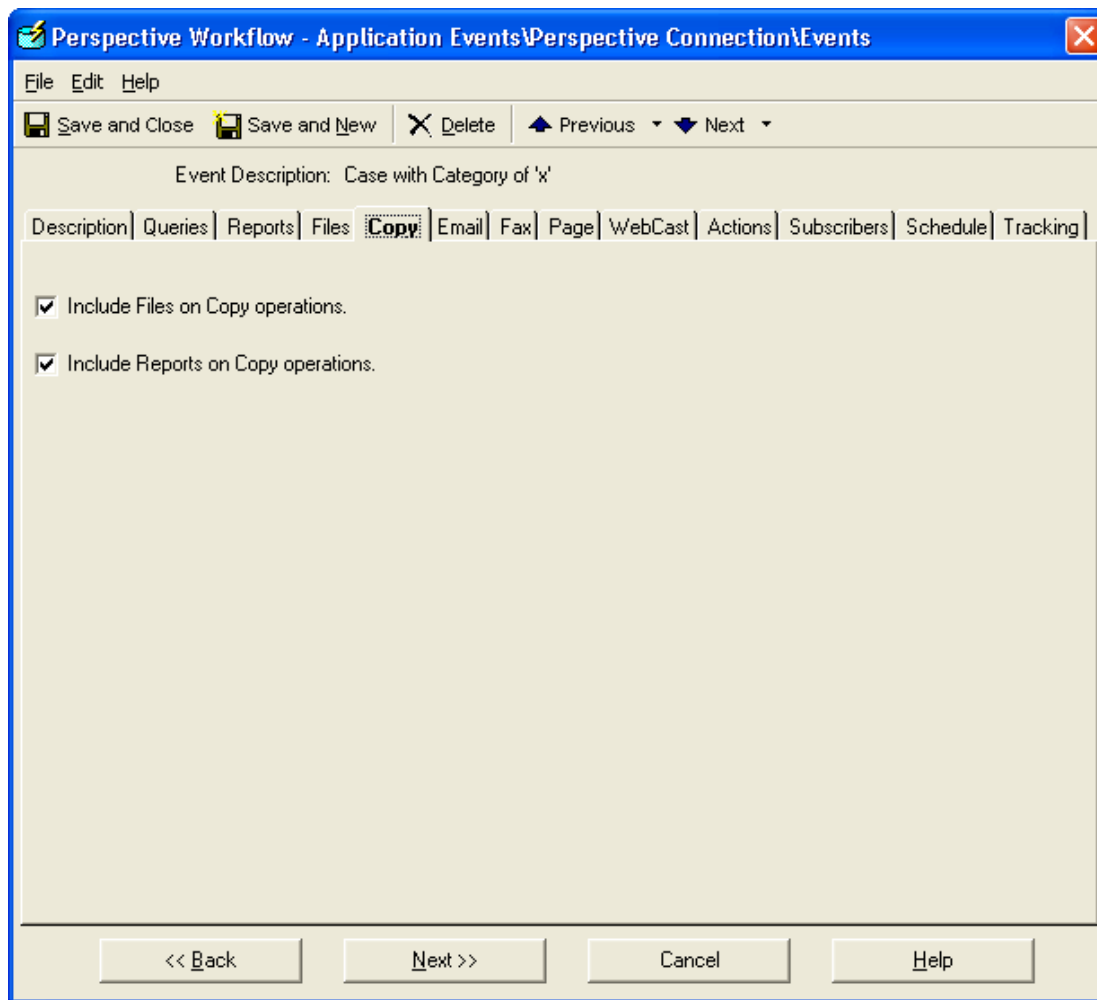 Perspective Workflow - Application Events\Perspective Connection\Events
File Edit Help
Save and Close Save and New Delete Previous Next
Event Description: Case with Category of 'x'
Description Queries Reports Files Copy Email Fax Page WebCast Actions Subscribers Schedule Tracking
Include Files on Copy operations.
Include Reports on Copy operations.
<< Back Next >> Cancel Help